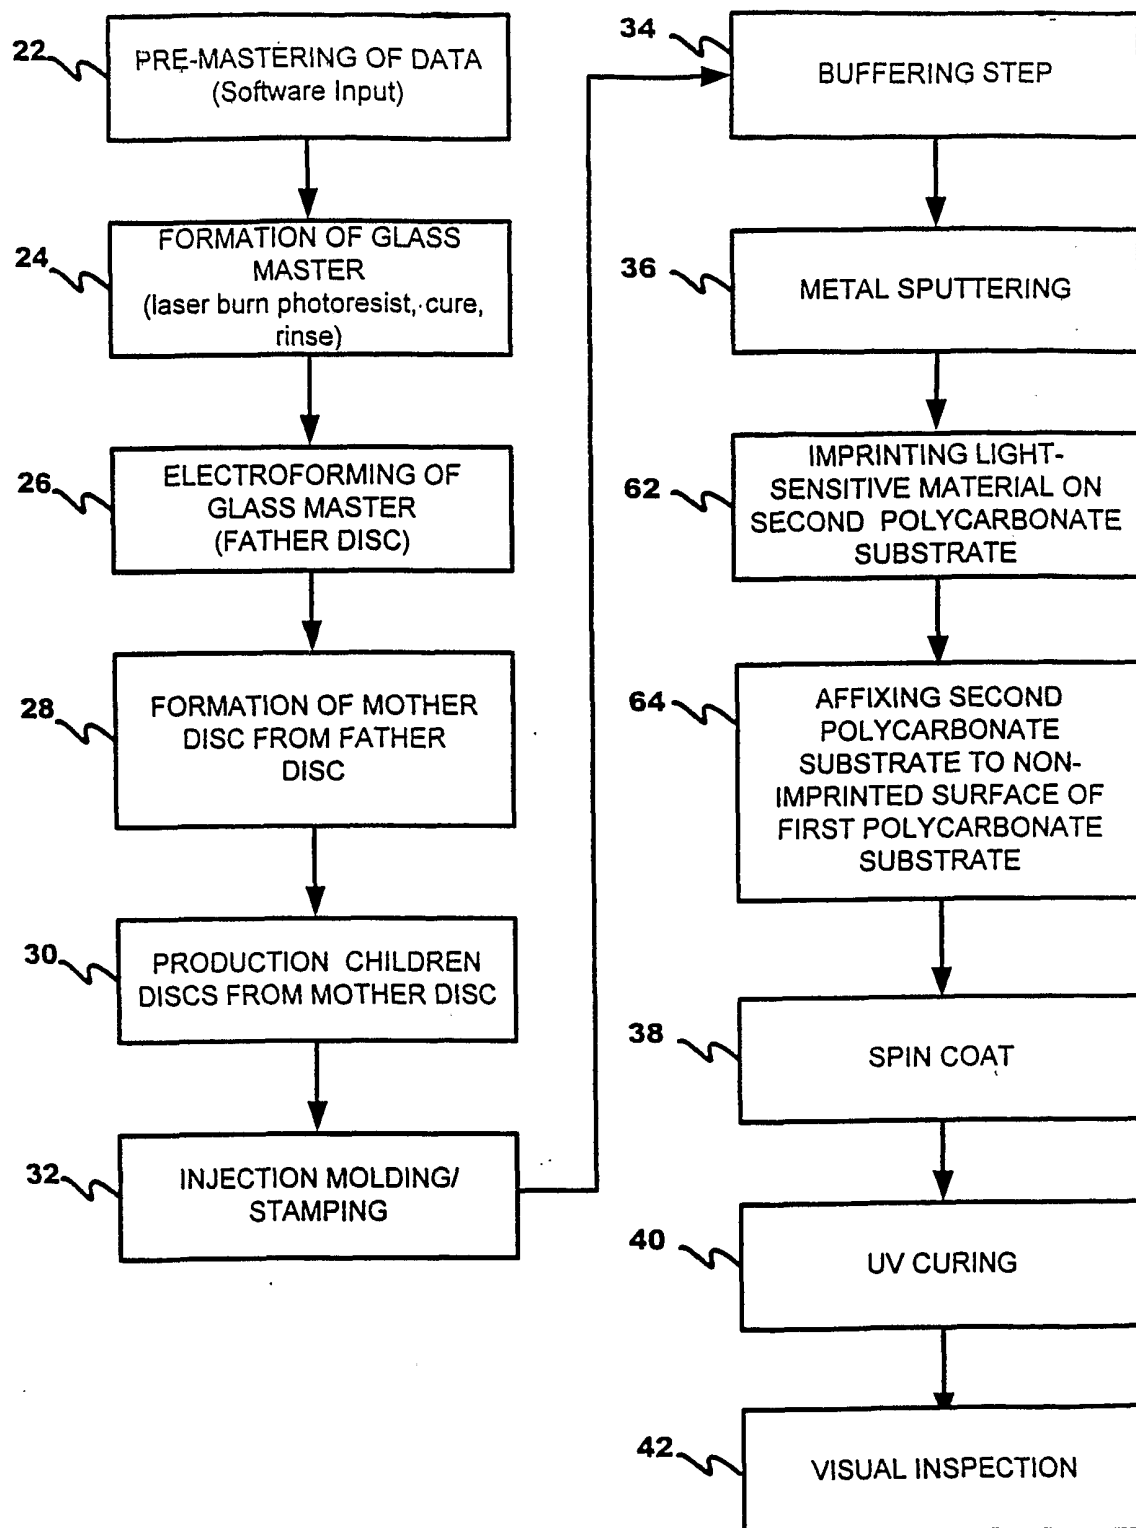 22
PRE-MASTERING OF DATA
(Software Input)
24
FORMATION OF GLASS
MASTER
(laser burn photoresist, cure,
rinse)
26
ELECTROFORMING OF
GLASS MASTER
(FATHER DISC)
28
FORMATION OF MOTHER
DISC FROM FATHER
DISC
30
PRODUCTION CHILDREN
DISCS FROM MOTHER DISC
32
INJECTION MOLDING/
STAMPING
34
BUFFERING STEP
36
METAL SPUTTERING
62
IMPRINTING LIGHT-
SENSITIVE MATERIAL ON
SECOND POLYCARBONATE
SUBSTRATE
64
AFFIXING SECOND
POLYCARBONATE
SUBSTRATE TO NON-
IMPRINTED SURFACE OF
FIRST POLYCARBONATE
SUBSTRATE
38
SPIN COAT
40
UV CURING
42
VISUAL INSPECTION